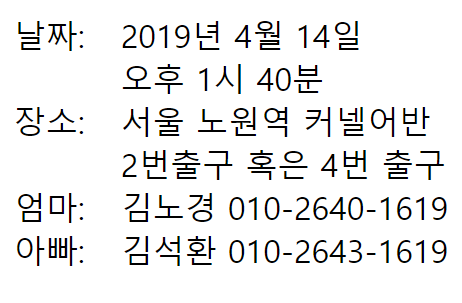 날짜: 2019년 4월 14일
오후 1시 40분
장소: 서울 노원역 커넬어반
2번출구 혹은 4번 출구
엄마: 김노경 010-2640-1619
아빠: 김석환 010-2643-1619